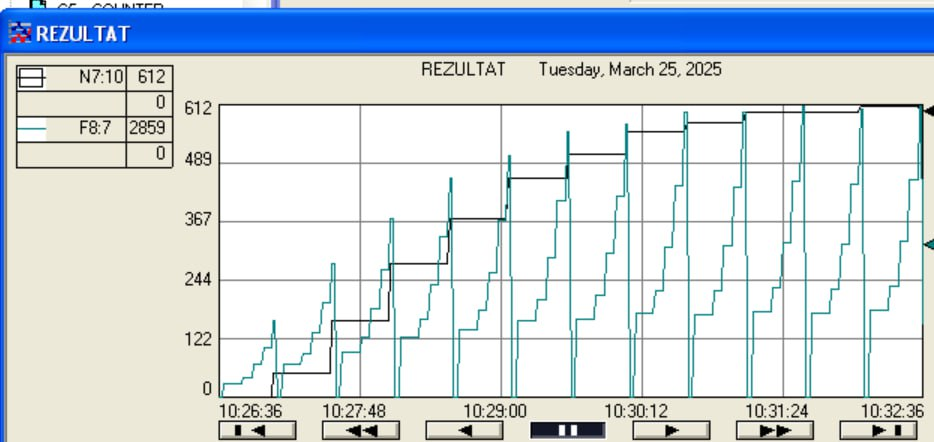 C5 - COUNTER
REZULTAT
REZULTAT Tuesday, March 25, 2025
N7:10 612
0
F8:7 2859
0
612
489
367
244
122
0
10:26:36 10:27:48 10:29:00 10:30:12 10:31:24 10:32:36